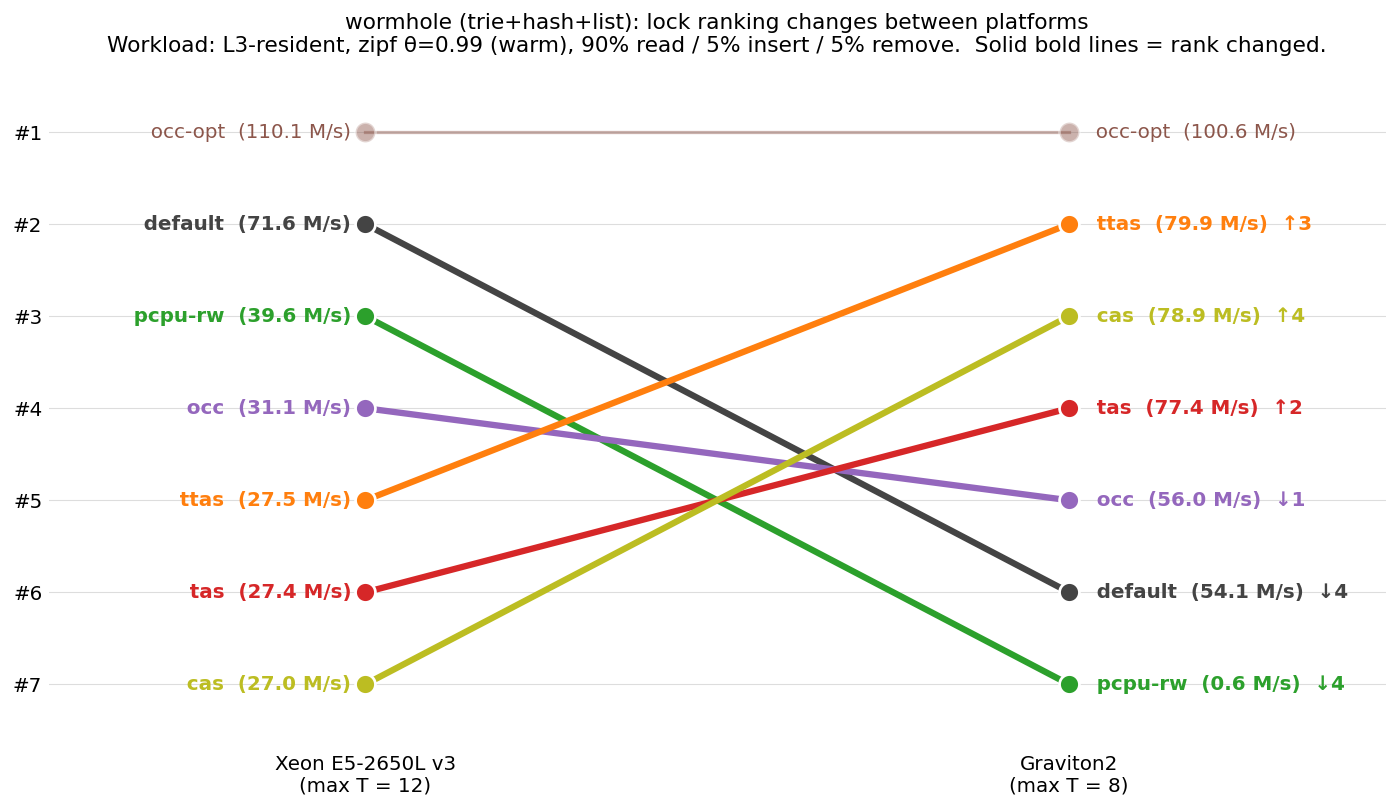 wormhole (trie+hash+list): lock ranking changes between platforms
Workload: L3-resident, zipf θ=0.99 (warm), 90% read / 5% insert / 5% remove.  Solid bold lines = rank changed.
#1 occ-opt (110.1 M/s) occ-opt (100.6 M/s)
#2 default (71.6 M/s) ttas (79.9 M/s) ↑3
#3 pcpu-rw (39.6 M/s) cas (78.9 M/s) ↑4
#4 occ (31.1 M/s) tas (77.4 M/s) ↑2
#5 ttas (27.5 M/s) occ (56.0 M/s) ↓1
#6 tas (27.4 M/s) default (54.1 M/s) ↓4
#7 cas (27.0 M/s) pcpu-rw (0.6 M/s) ↓4
Xeon E5-2650L v3
(max T = 12)
Graviton2
(max T = 8)